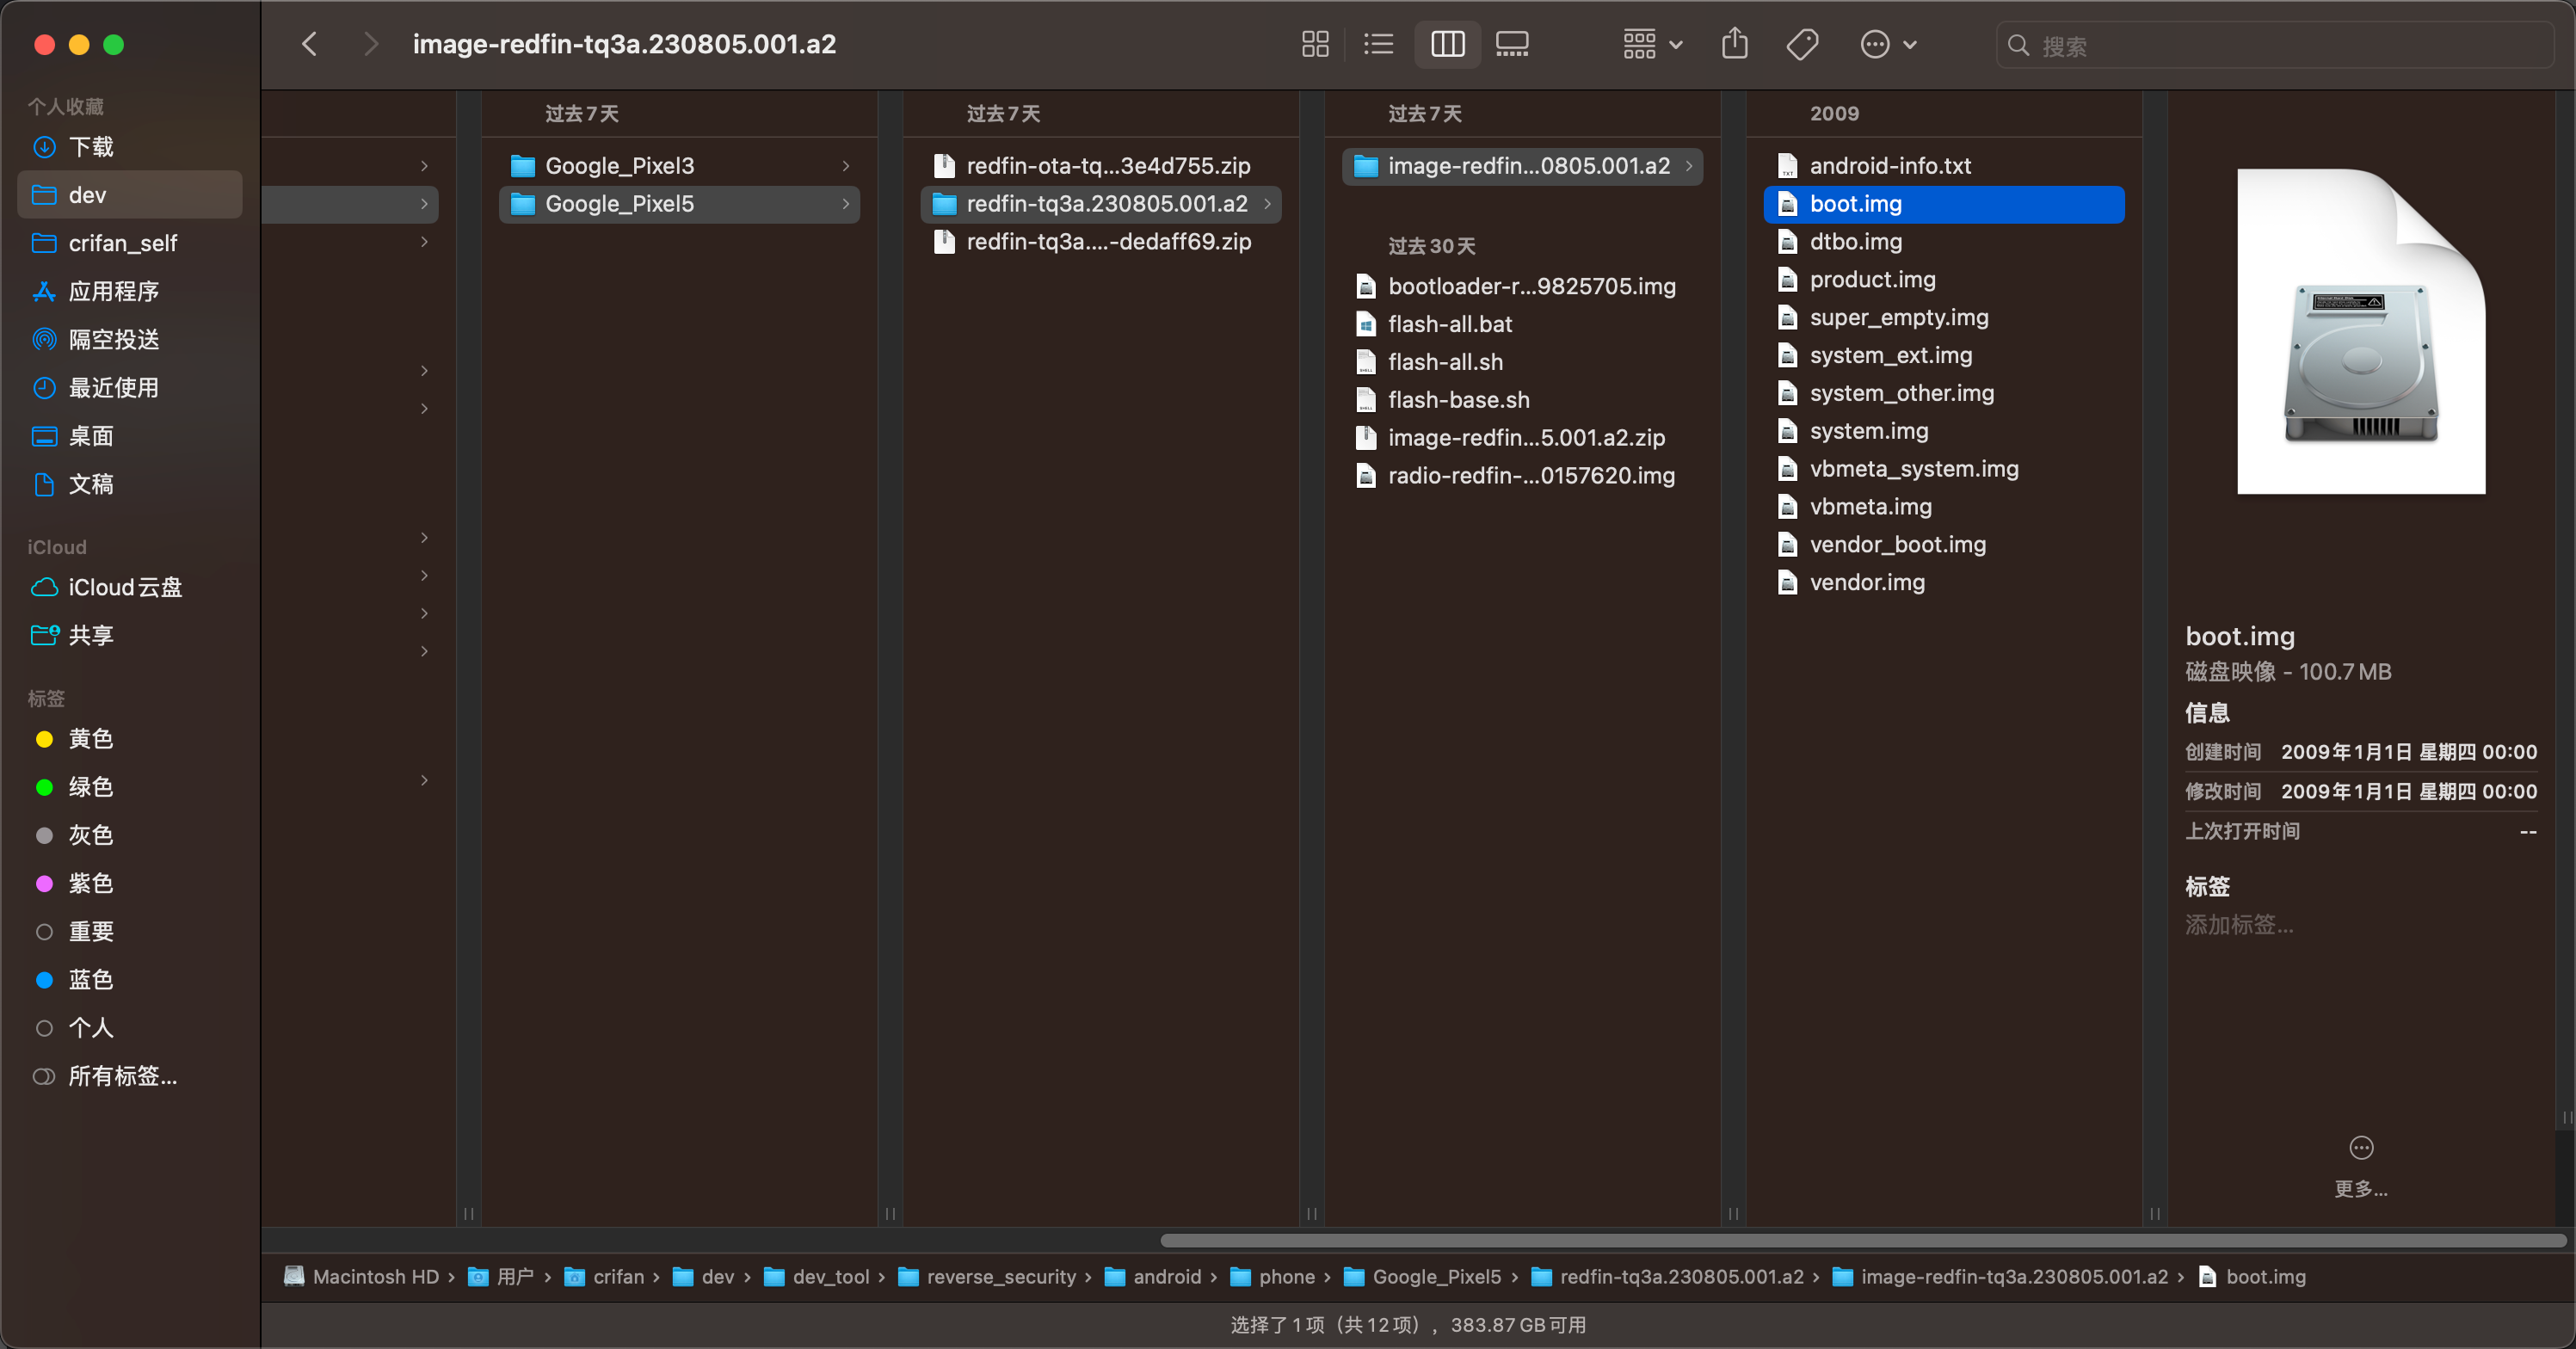 image-redfin-tq3a.230805.001.a2
搜索
个人收藏
下载
dev
crifan_self
应用程序
隔空投送
最近使用
桌面
文稿
iCloud
iCloud云盘
共享
标签
黄色
绿色
灰色
紫色
重要
蓝色
个人
所有标签...
过去7天
Google_Pixel3
Google_Pixel5
过去7天
redfin-ota-tq...3e4d755.zip
redfin-tq3a.230805.001.a2
redfin-tq3a....-dedaff69.zip
过去7天
image-redfin...0805.001.a2
过去30天
bootloader-r...9825705.img
flash-all.bat
flash-all.sh
flash-base.sh
image-redfin...5.001.a2.zip
radio-redfin-...0157620.img
2009
android-info.txt
boot.img
dtbo.img
product.img
super_empty.img
system_ext.img
system_other.img
system.img
vbmeta_system.img
vbmeta.img
vendor_boot.img
vendor.img
boot.img
磁盘映像 - 100.7 MB
信息
创建时间 2009年1月1日 星期四 00:00
修改时间 2009年1月1日 星期四 00:00
上次打开时间 --
标签
添加标签...
更多...
Macintosh HD › 用户 › crifan › dev › dev_tool › reverse_security › android › phone › Google_Pixel5 › redfin-tq3a.230805.001.a2 › image-redfin-tq3a.230805.001.a2 › boot.img
选择了1项（共12项），383.87 GB可用